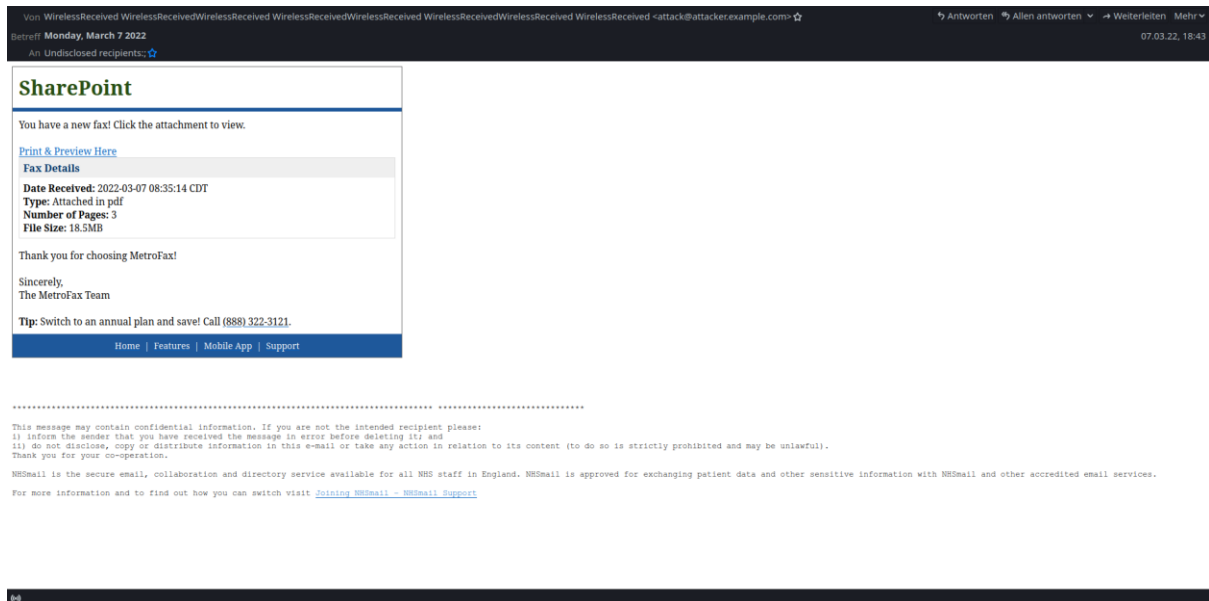 Von WirelessReceived WirelessReceivedWirelessReceived WirelessReceivedWirelessReceived WirelessReceivedWirelessReceived WirelessReceived <attack@attacker.example.com>
Antworten Allen antworten Weiterleiten Mehr
Betreff Monday, March 7 2022
07.03.22, 18:43
An Undisclosed recipients:;
SharePoint
You have a new fax! Click the attachment to view.
Print & Preview Here
Fax Details
Date Received: 2022-03-07 08:35:14 CDT
Type: Attached in pdf
Number of Pages: 3
File Size: 18.5MB
Thank you for choosing MetroFax!
Sincerely,
The MetroFax Team
Tip: Switch to an annual plan and save! Call (888) 322-3121.
Home | Features | Mobile App | Support
************************************************************************************** ******************************
This message may contain confidential information. If you are not the intended recipient please:
i) inform the sender that you have received the message in error before deleting it; and
ii) do not disclose, copy or distribute information in this e-mail or take any action in relation to its content (to do so is strictly prohibited and may be unlawful).
Thank you for your co-operation.
NHSmail is the secure email, collaboration and directory service available for all NHS staff in England. NHSmail is approved for exchanging patient data and other sensitive information with NHSmail and other accredited email services.
For more information and to find out how you can switch visit Joining NHSmail – NHSmail Support